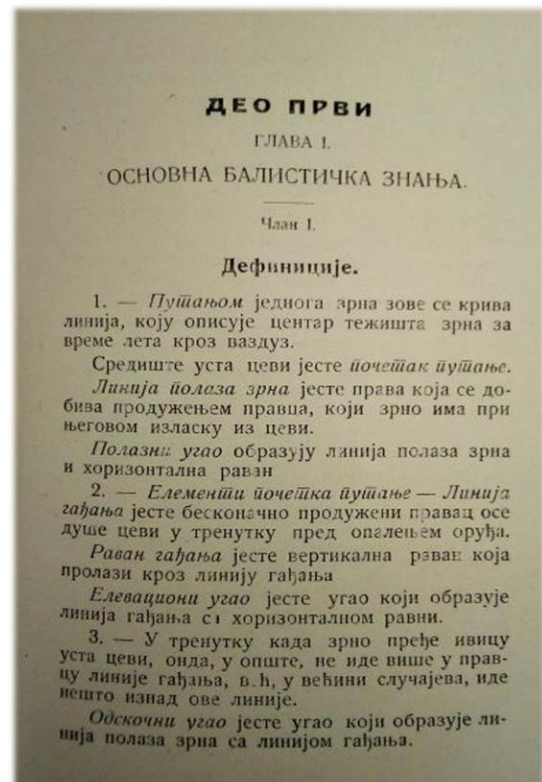 ДЕО ПРВИ
ГЛАВА I.
ОСНОВНА БАЛИСТИЧКА ЗНАЊА.
Члан I.
Дефиниције.
1. — Путањом једнога зрна зове се крива
линија, коју описује центар тежишта зрна за
време лета кроз ваздуз.
Средиште уста цеви јесте почетак путање.
Линија полаза зрна јесте права која се до-
бива продужењем правца, који зрно има при
његовом изласку из цеви.
Полазни угао образују линија полаза зрна
и хоризонтална раван
2. — Елементи почетка путање — Линија
гађања јесте бесконачно продужени правац осе
душе цеви у тренутку пред опалењем оруђа.
Раван гађања јесте вертикална раван која
пролази кроз линију гађања
Елевациони угао јесте угао који образује
линија гађања са хоризонталном равни.
3. — У тренутку када зрно пређе ивицу
уста цеви, онда, у опште, не иде више у прав-
цу линије гађања, в.ћ, у већини случајева, иде
нешто изнад ове линије.
Одскочни угао јесте угао који образује ли-
нија полаза зрна са линијом гађања.